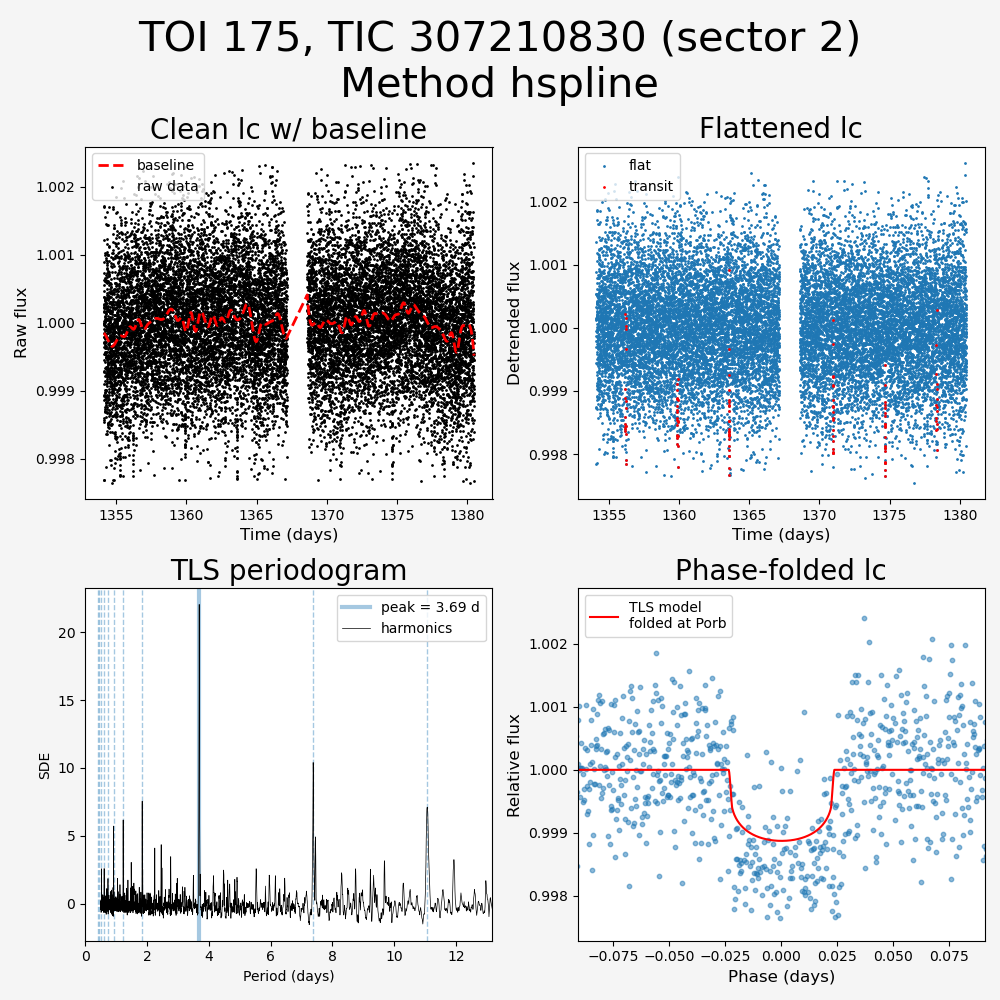 TOI 175, TIC 307210830 (sector 2)
Method hspline
Clean lc w/ baseline
baseline
raw data
1.002
1.001
1.000
0.999
0.998
Raw flux
1355
1360
1365
1370
1375
1380
Time (days)
Flattened lc
flat
transit
1.002
1.001
1.000
0.999
0.998
Detrended flux
1355
1360
1365
1370
1375
1380
Time (days)
TLS periodogram
peak = 3.69 d
harmonics
20
15
10
5
0
SDE
0
2
4
6
8
10
12
Period (days)
Phase-folded lc
TLS model
folded at Porb
1.002
1.001
1.000
0.999
0.998
Relative flux
−0.075
−0.050
−0.025
0.000
0.025
0.050
0.075
Phase (days)